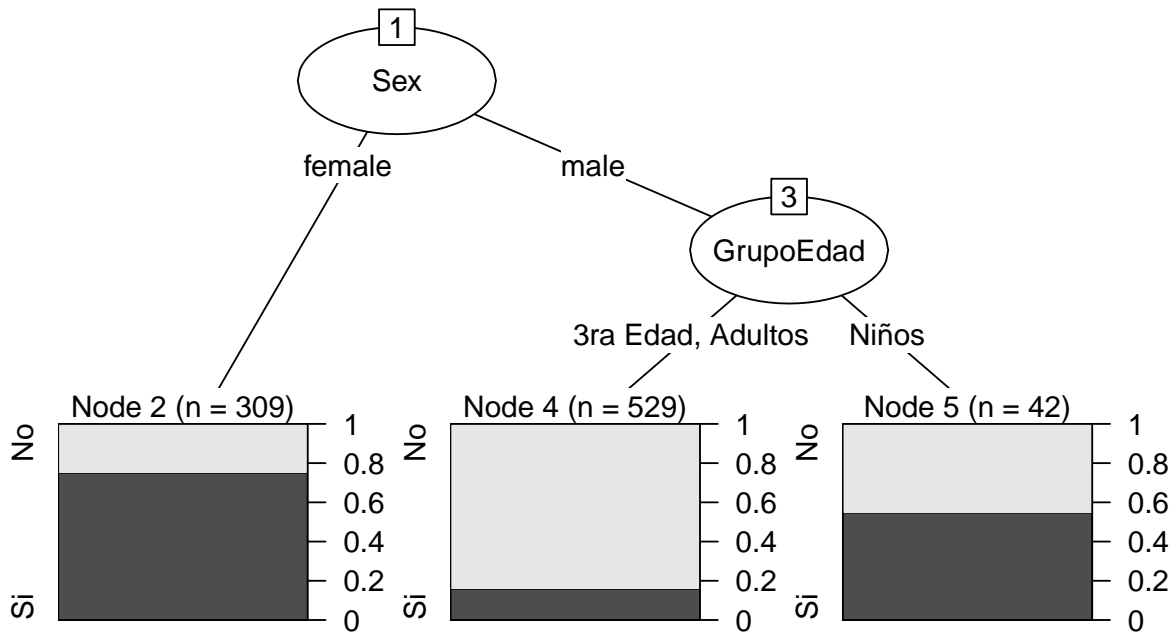 1
Sex
female
male
3
GrupoEdad
3ra Edad, Adultos
Niños
Node 2 (n = 309)
Si
No
0
0.2
0.4
0.6
0.8
1
Node 4 (n = 529)
Si
No
0
0.2
0.4
0.6
0.8
1
Node 5 (n = 42)
Si
No
0
0.2
0.4
0.6
0.8
1